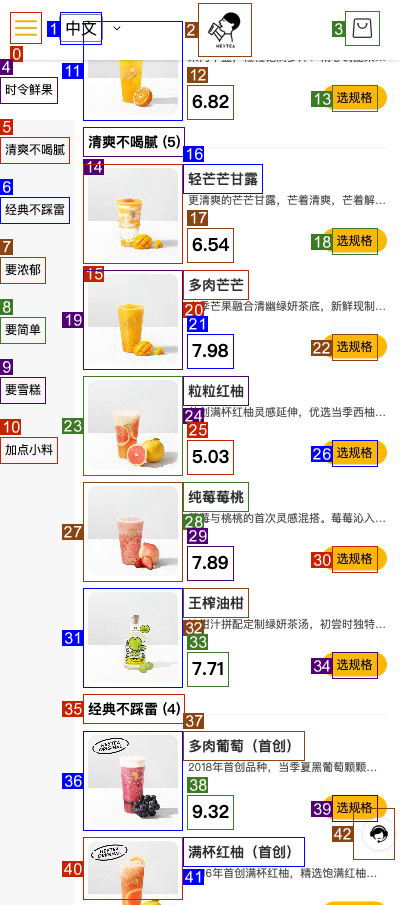 中文
HEYTEA
时令鲜果
清爽不喝腻
经典不踩雷
要浓郁
要简单
要雪糕
加点小料
6.82
选规格
清爽不喝腻 (5)
轻芒芒甘露
更清爽的芒芒甘露，芒着清爽，芒着解...
6.54
选规格
多肉芒芒
季芒果融合清幽绿妍茶底，新鲜现制...
7.98
选规格
粒粒红柚
创满杯红柚灵感延伸，优选当季西柚...
5.03
选规格
纯莓莓桃
莓与桃桃的首次灵感混搭。莓莓沁入...
7.89
选规格
王榨油柑
甘汁拼配定制绿妍茶汤，初尝时独特...
7.71
选规格
经典不踩雷 (4)
HEYTEA
ORIGINAL
多肉葡萄（首创）
2018年首创品种，当季夏黑葡萄颗颗...
9.32
选规格
HEYTEA
ORIGINAL
满杯红柚（首创）
6年首创满杯红柚，精选饱满红柚...
0
1
2
3
4
5
6
7
8
9
10
11
12
13
14
15
16
17
18
19
20
21
22
23
24
25
26
27
28
29
30
31
32
33
34
35
36
37
38
39
40
41
42